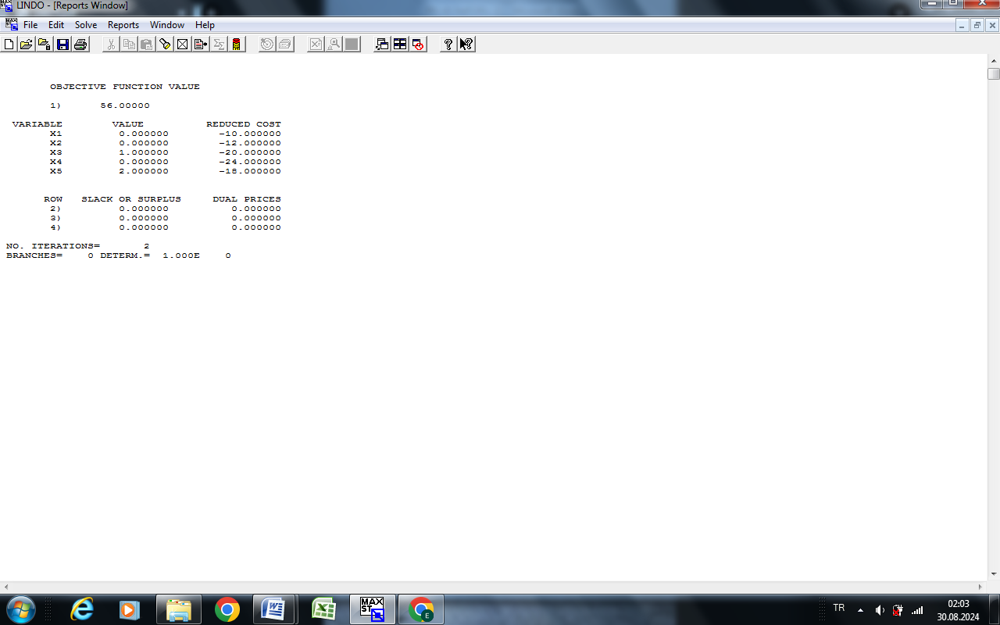 LINDO - [Reports Window]
File Edit Solve Reports Window Help
OBJECTIVE FUNCTION VALUE
1) 56.00000
VARIABLE VALUE REDUCED COST
X1 0.000000 -10.000000
X2 0.000000 -12.000000
X3 1.000000 -20.000000
X4 0.000000 -24.000000
X5 2.000000 -18.000000
ROW SLACK OR SURPLUS DUAL PRICES
2) 0.000000 0.000000
3) 0.000000 0.000000
4) 0.000000 0.000000
NO. ITERATIONS= 2
BRANCHES= 0 DETERM.= 1.000E 0
MAX
ST
E
TR
02:03
30.08.2024